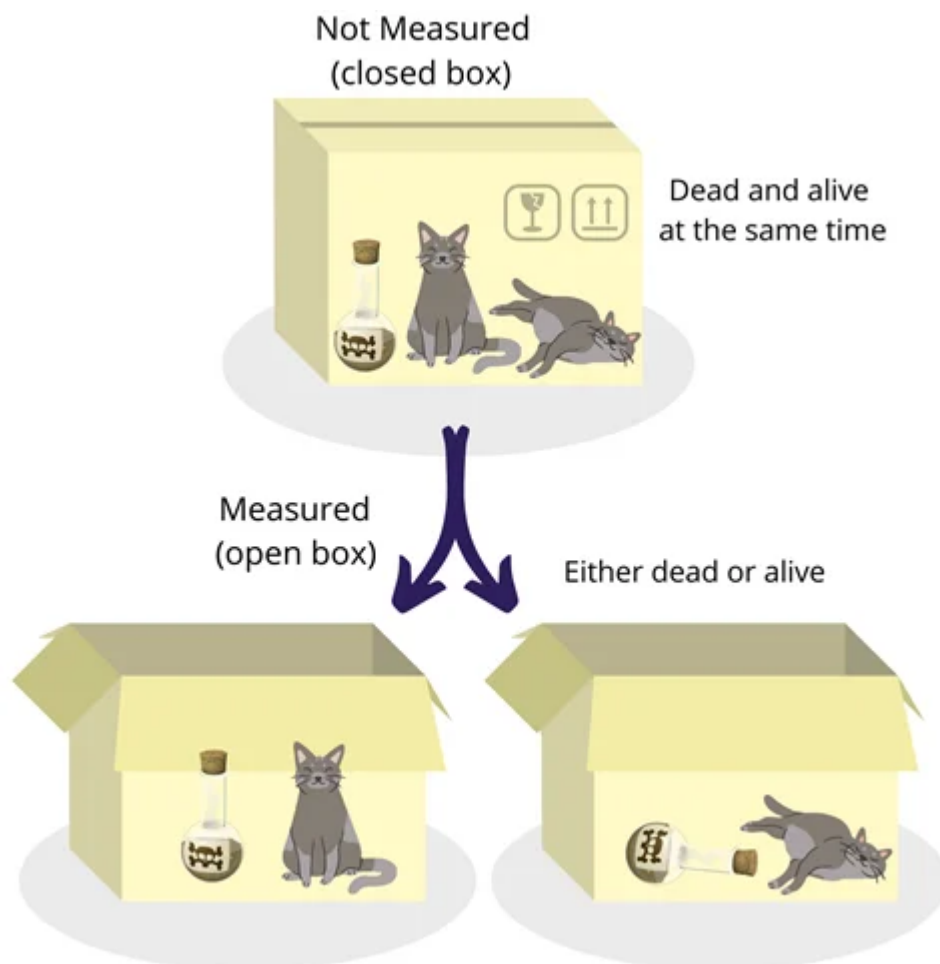 Not Measured
(closed box)
Dead and alive
at the same time
Measured
(open box)
Either dead or alive